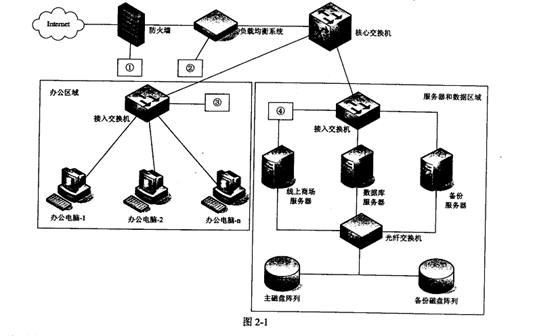 Internet
防火墙
负载均衡系统
核心交换机
①
②
办公区域
接入交换机
③
办公电脑-1
办公电脑-2
办公电脑-n
服务器和数据区域
④
接入交换机
线上商场
服务器
数据库
服务器
备份
服务器
光纤交换机
主磁盘阵列
备份磁盘阵列
图 2-1